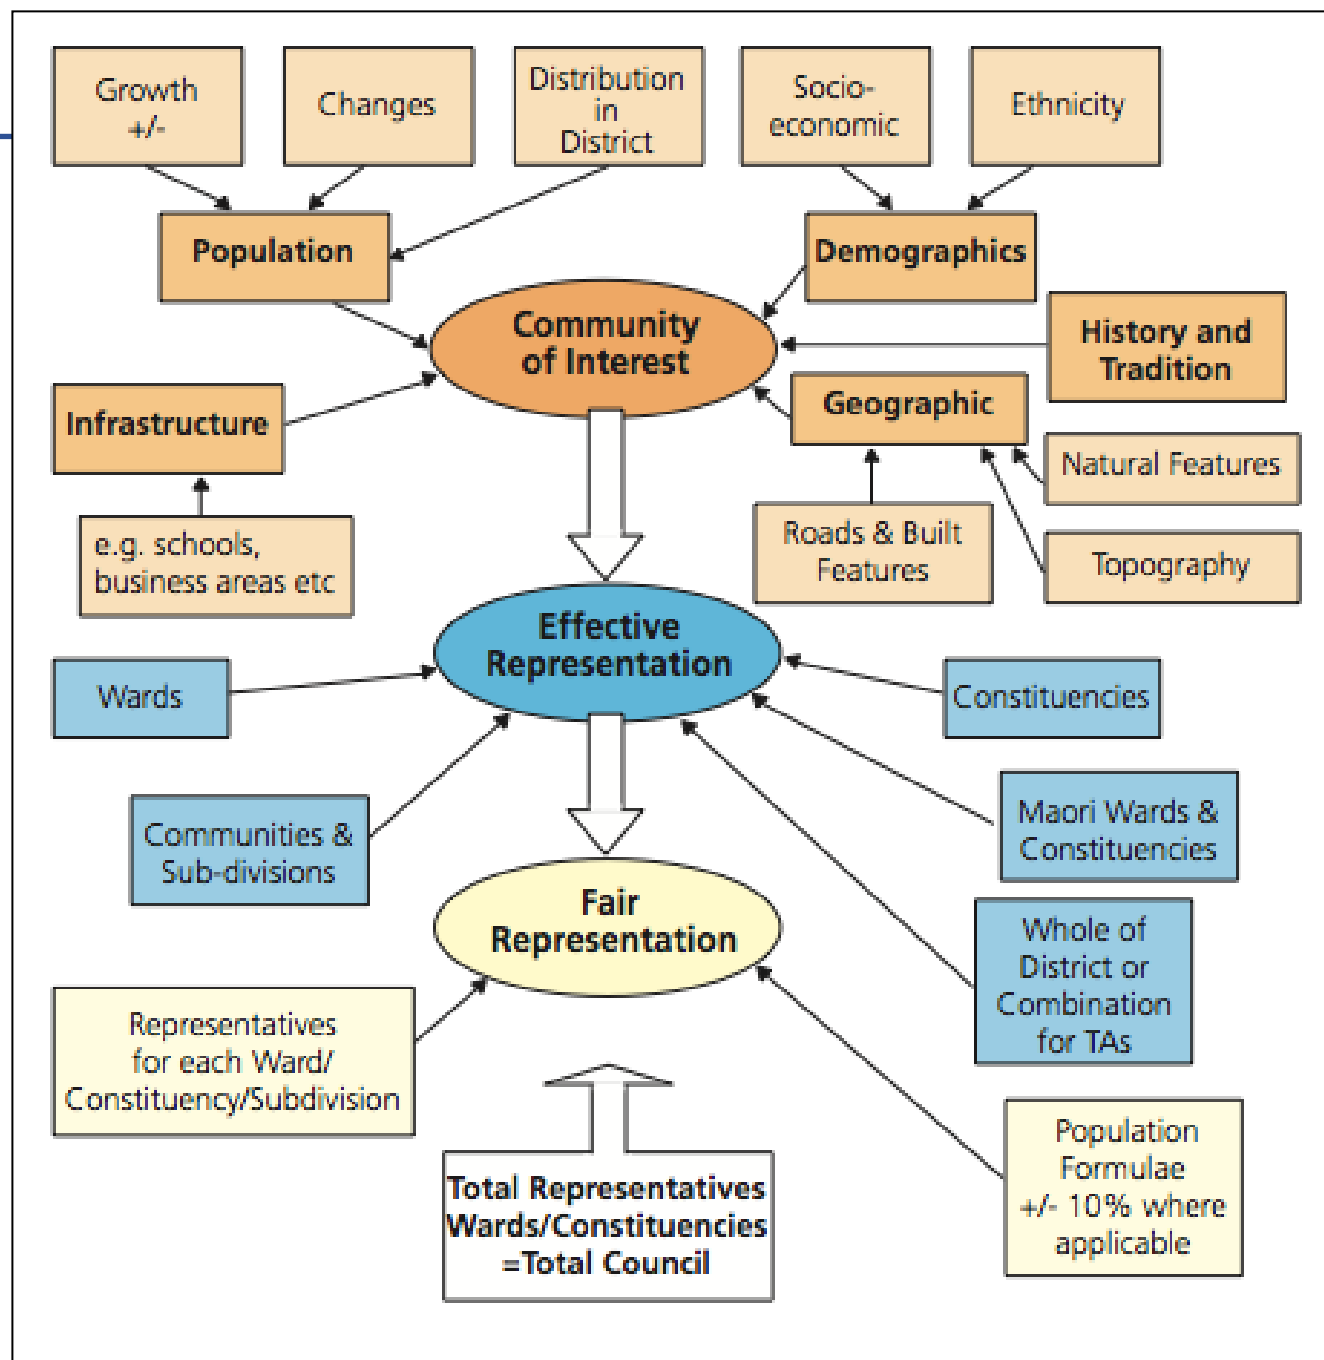 Growth
+/-
Changes
Distribution
in
District
Socio-
economic
Ethnicity
Population
Demographics
Community
of Interest
History and
Tradition
Infrastructure
Geographic
Natural Features
e.g. schools,
business areas etc
Roads & Built
Features
Topography
Effective
Representation
Wards
Constituencies
Communities &
Sub-divisions
Maori Wards &
Constituencies
Fair
Representation
Whole of
District or
Combination
for TAs
Representatives
for each Ward/
Constituency/Subdivision
Population
Formulae
+/- 10% where
applicable
Total Representatives
Wards/Constituencies
=Total Council